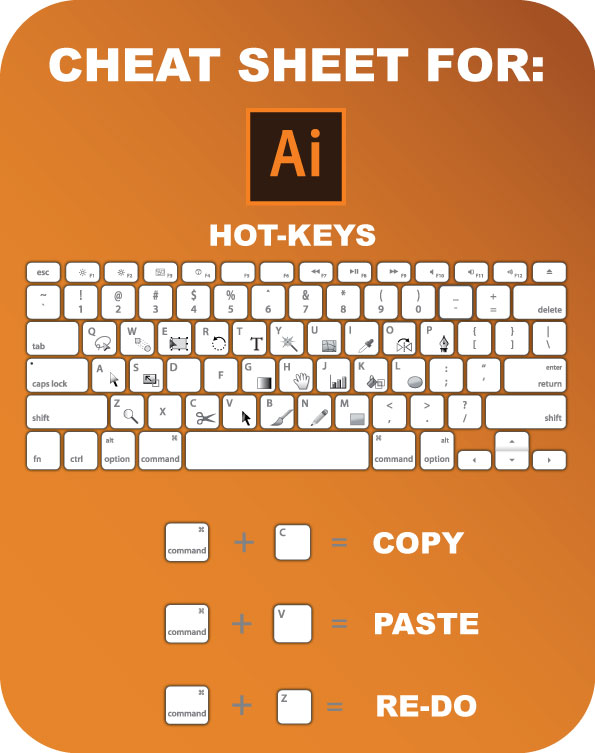 CHEAT SHEET FOR:
Ai
HOT-KEYS
esc F1 F2 F3 F4 F5 F6 F7 F8 F9 F10 F11 F12
~ ! @ # $ % ˆ & * ( ) _ +
` 1 2 3 4 5 6 7 8 9 0 - = delete
Q W E R T Y U I O P { } |
tab [ ] \
A S D F G H J K L : " enter
caps lock ; ' return
Z X C V B N M < > ?
shift , . / shift
alt ⌘ ⌘ alt
fn ctrl option command command option
⌘ C
command + = COPY
⌘ V
command + = PASTE
⌘ Z
command + = RE-DO